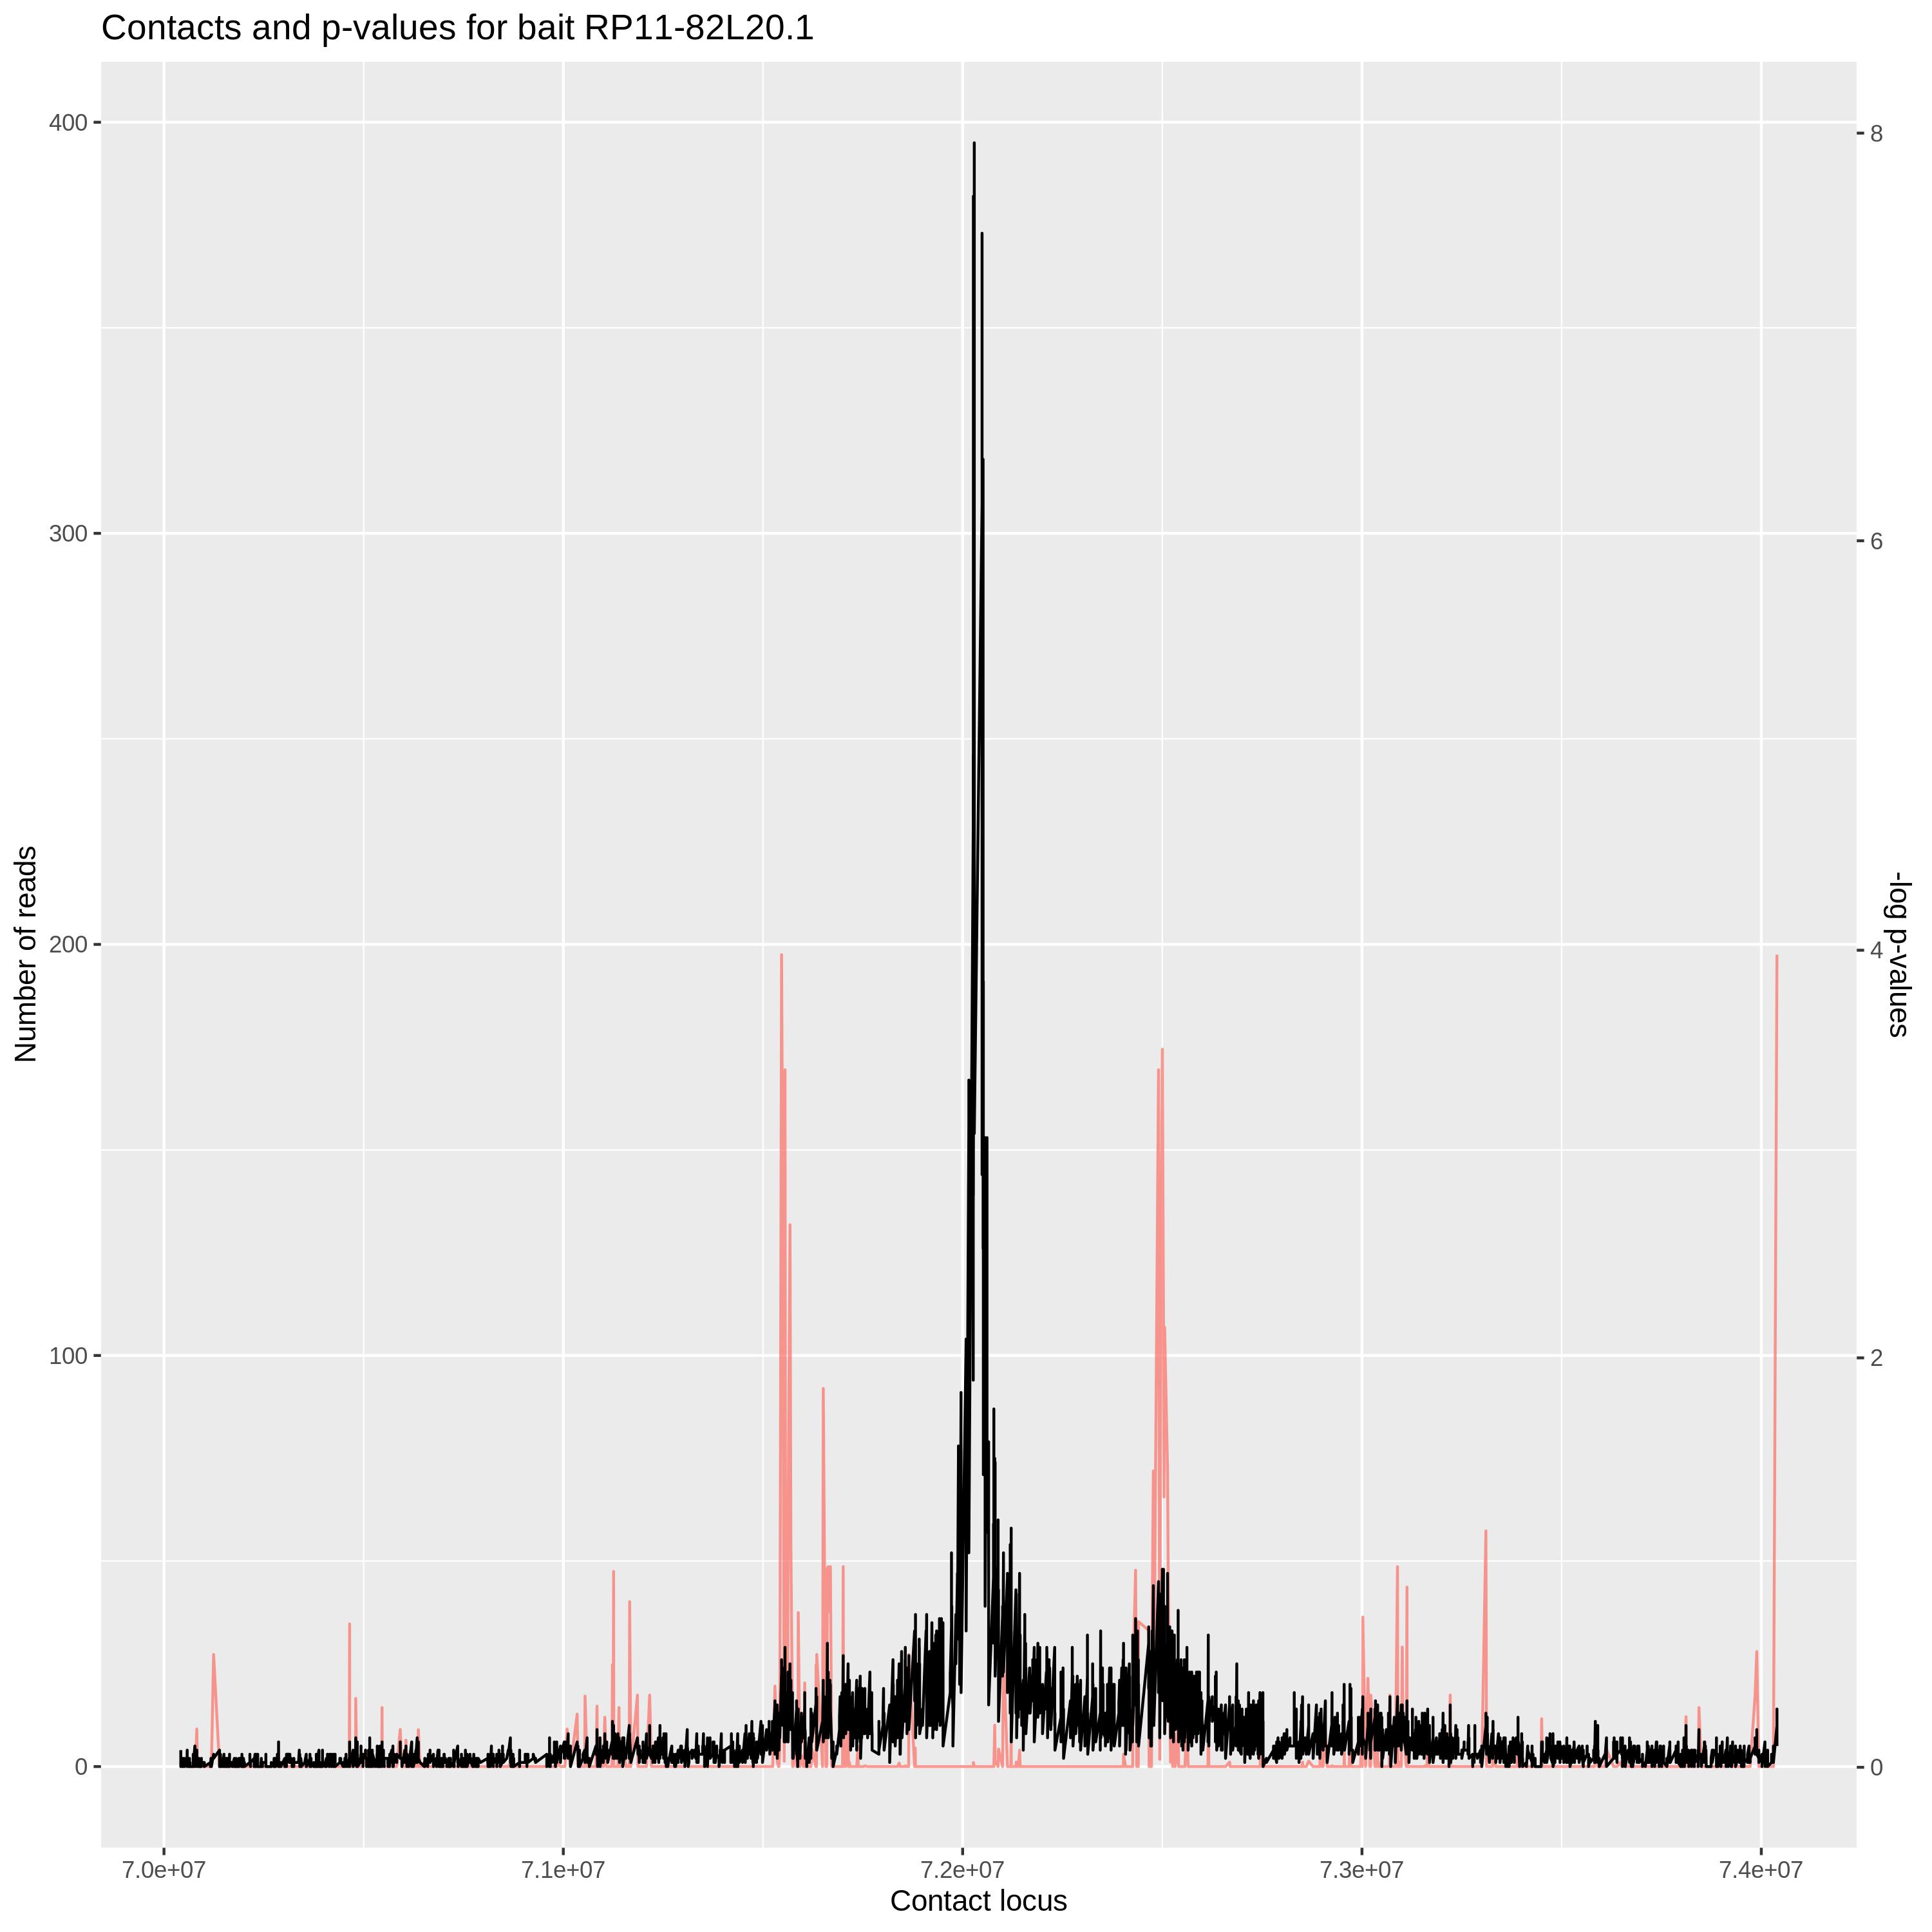 Contacts and p-values for bait RP11-82L20.1
400
300
200
100
0
Number of reads
8
6
4
2
0
-log p-values
7.0e+07
7.1e+07
7.2e+07
7.3e+07
7.4e+07
Contact locus